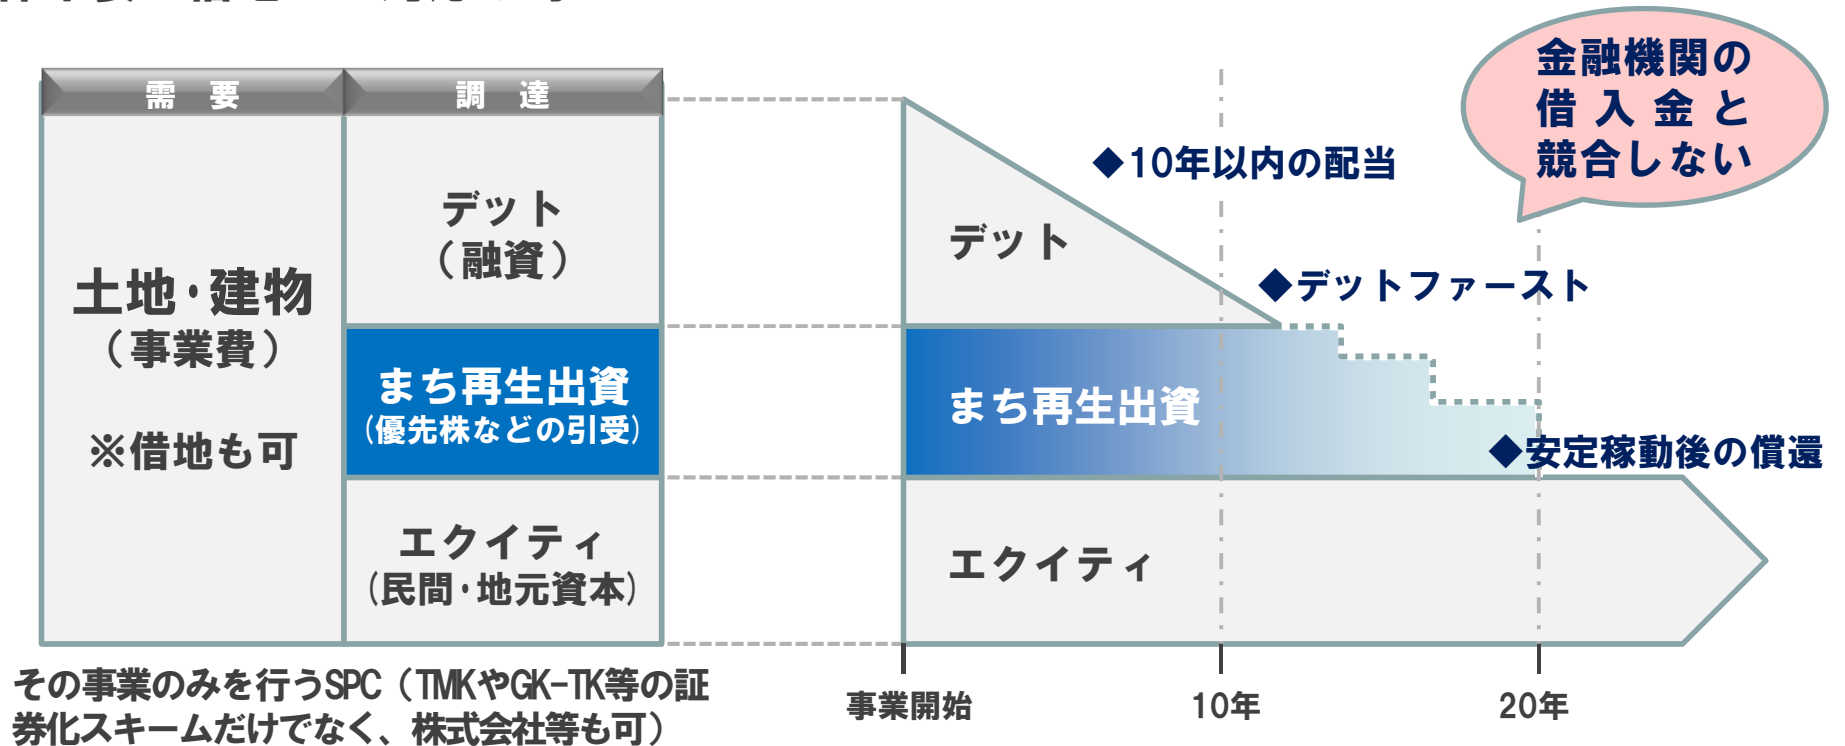 需　要
調　達
土地・建物
（事業費）
※借地も可
デット
（融資）
まち再生出資
(優先株などの引受)
エクイティ
(民間・地元資本)
その事業のみを行うSPC（TMKやGK-TK等の証
券化スキームだけでなく、株式会社等も可）
金融機関の
借入金と
競合しない
◆10年以内の配当
デット
◆デットファースト
まち再生出資
◆安定稼動後の償還
エクイティ
事業開始
10年
20年